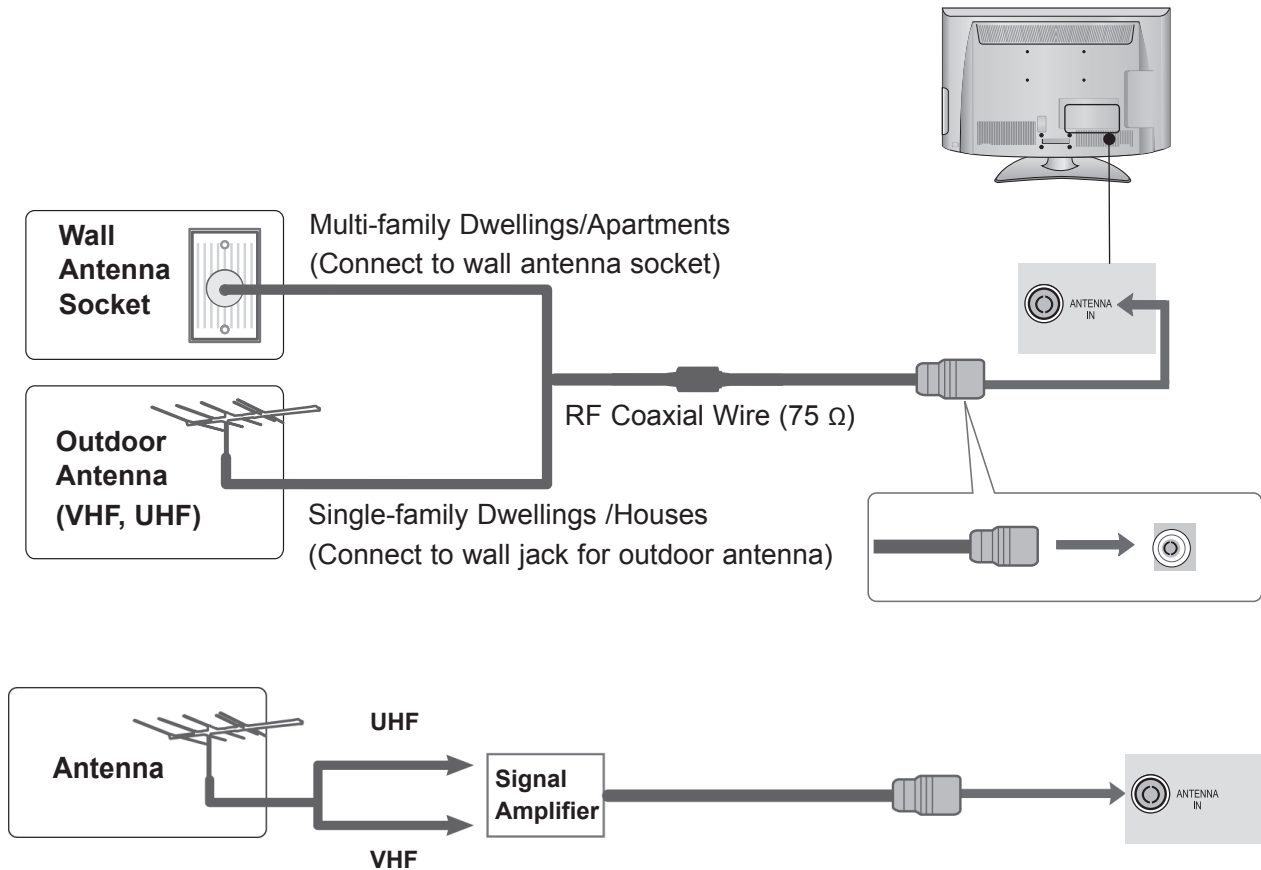 Wall
Antenna
Socket
Multi-family Dwellings/Apartments
(Connect to wall antenna socket)
ANTENNA
IN
RF Coaxial Wire (75 Ω)
Outdoor
Antenna
(VHF, UHF)
Single-family Dwellings /Houses
(Connect to wall jack for outdoor antenna)
Antenna
UHF
VHF
Signal
Amplifier
ANTENNA
IN